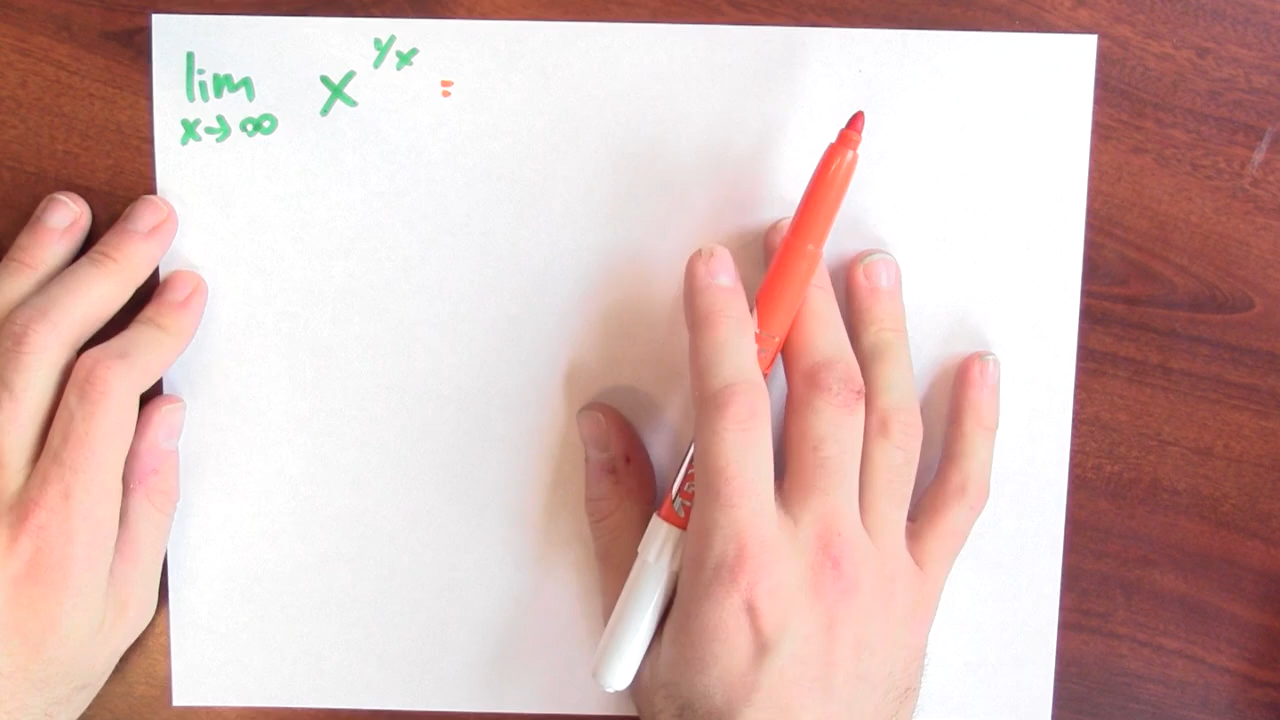 lim x^1/x =
x→∞